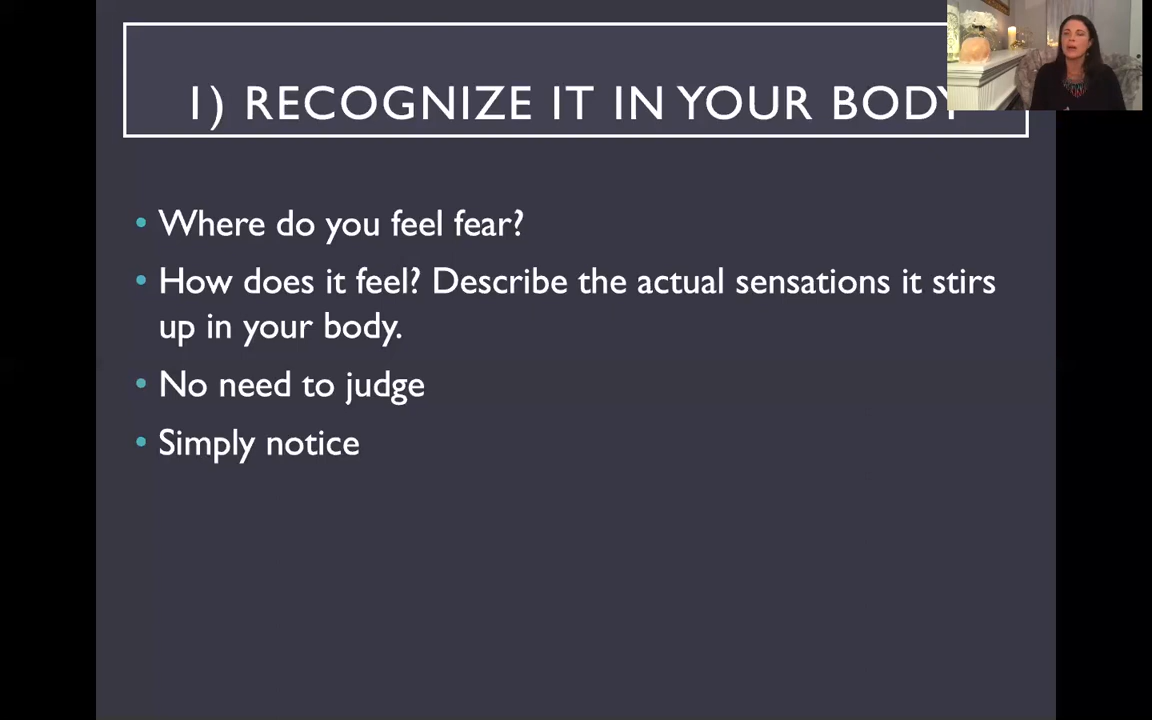 1) RECOGNIZE IT IN YOUR BODY
• Where do you feel fear?
• How does it feel? Describe the actual sensations it stirs
up in your body.
• No need to judge
• Simply notice